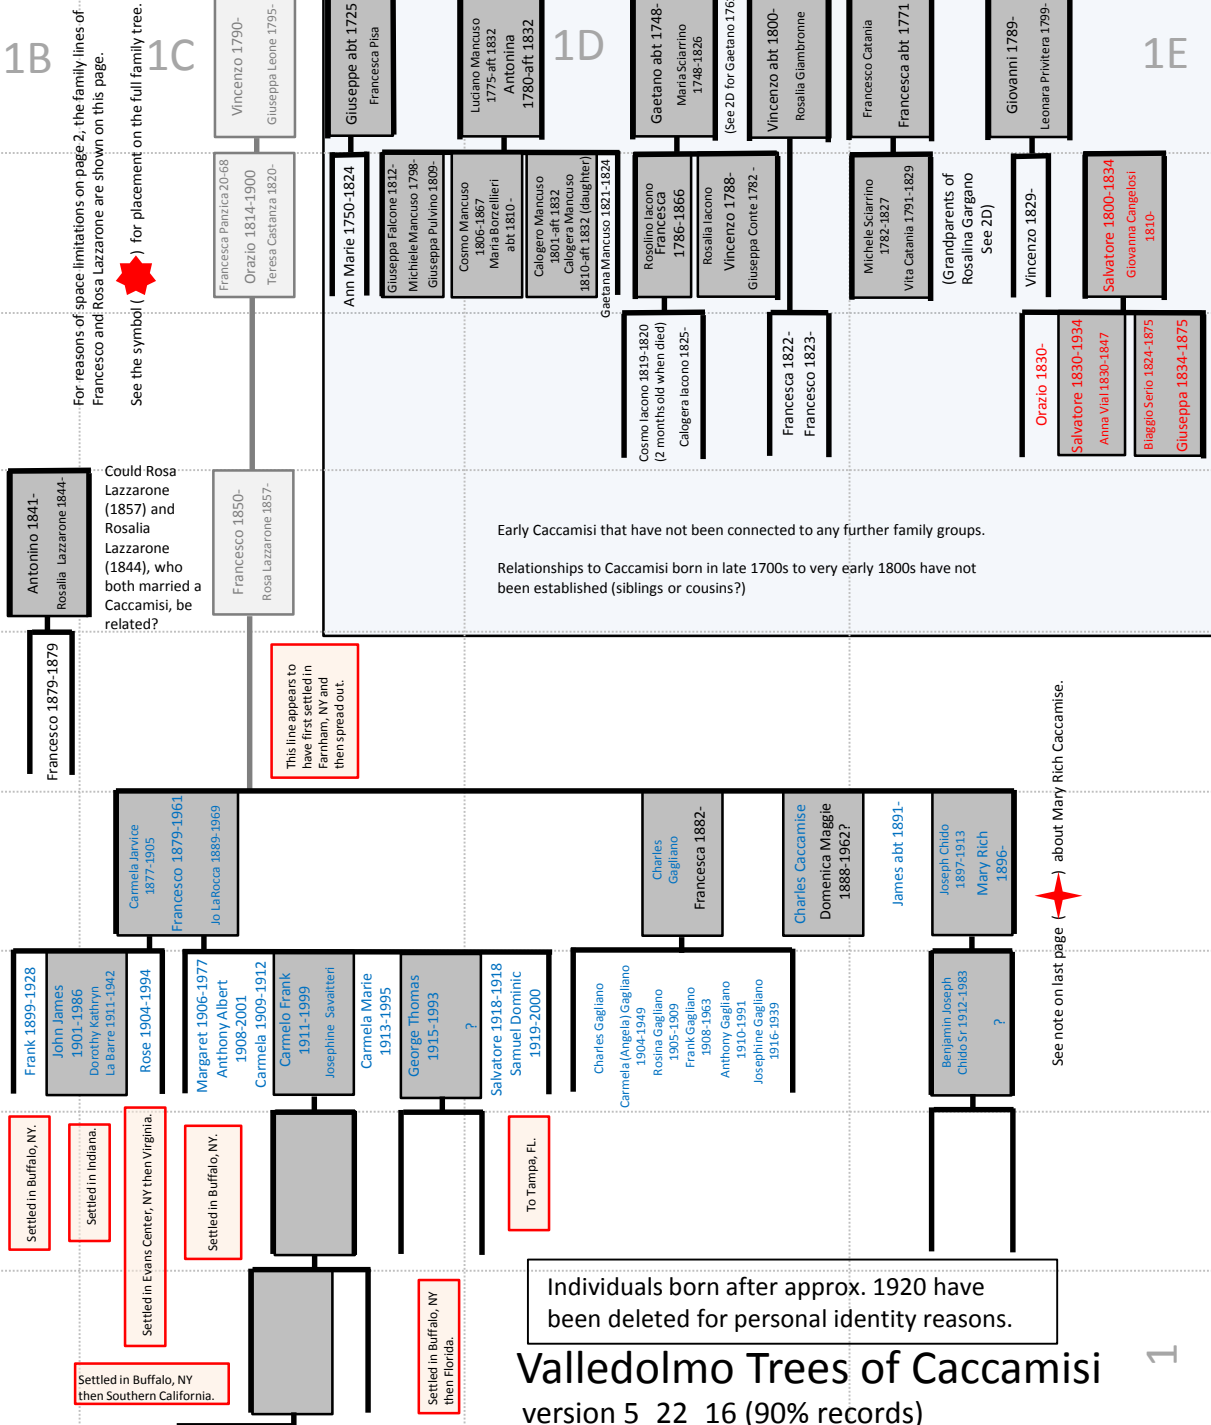 1B
For reasons of space limitations on page 2, the family lines of
Francesco and Rosa Lazzarone are shown on this page.
See the symbol ( ) for placement on the full family tree.
1C
Vincenzo 1790-
Giuseppa Leone 1795-
Giuseppe abt 1725
Francesca Pisa
Luciano Mancuso
1775-aft 1832
Antonina
1780-aft 1832
1D
Gaetano abt 1748-
Maria Sciarrino
1748-1826
(See 2D for Gaetano 176
Vincenzo abt 1800-
Rosalia Giambronne
Francesco Catania
Francesca abt 1771
Giovanni 1789-
Leonara Privitera 1799-
1E
Francesca Panzica 20-68
Orazio 1814-1900
Teresa Castanza 1820-
Ann Marie 1750-1824
Giuseppa Falcone 1812-
Michiele Mancuso 1798-
Giuseppa Pulvino 1809-
Cosmo Mancuso
1806-1867
Maria Borzellieri
abt 1810 -
Calogero Mancuso
1801-aft 1832
Calogera Mancuso
1810-aft 1832 (daughter)
Gaetana Mancuso 1821-1824
Rosolino Iacono
Francesca
1786-1866
Rosalia Iacono
Vincenzo 1788-
Giuseppa Conte 1782 -
Michele Sciarrino
1782-1827
Vita Catania 1791-1829
(Grandparents of
Rosalina Gargano
See 2D)
Vincenzo 1829-
Salvatore 1800-1834
Giovanna Cangelosi
1810-
Cosmo Iacono 1819-1820
(2 months old when died)
Calogera Iacono 1825-
Francesca 1822-
Francesco 1823-
Orazio 1830-
Salvatore 1830-1934
Anna Vial 1830-1847
Biaggio Serio 1824-1875
Giuseppa 1834-1875
Antonino 1841-
Rosalia Lazzarone 1844-
Could Rosa
Lazzarone
(1857) and
Rosalia
Lazzarone
(1844), who
both married a
Caccamisi, be
related?
Francesco 1850-
Rosa Lazzarone 1857-
Early Caccamisi that have not been connected to any further family groups.
Relationships to Caccamisi born in late 1700s to very early 1800s have not
been established (siblings or cousins?)
Francesco 1879-1879
This line appears to
have first settled in
Farnham, NY and
then spread out.
Carmela Jarvice
1877-1905
Francesco 1879-1961
Jo LaRocca 1889-1969
Charles
Gagliano
Francesca 1882-
Charles Caccamise
Domenica Maggie
1888-1962?
James abt 1891-
Joseph Chido
1897-1913
Mary Rich
1896-
See note on last page ( ) about Mary Rich Caccamise.
Frank 1899-1928
John James
1901-1986
Dorothy Kathryn
La Barre 1911-1942
Rose 1904-1994
Margaret 1906-1977
Anthony Albert
1908-2001
Carmela 1909-1912
Carmelo Frank
1911-1999
Josephine Savaitteri
Carmela Marie
1913-1995
George Thomas
1915-1993
?
Salvatore 1918-1918
Samuel Dominic
1919-2000
Charles Gagliano
Carmela (Angela) Gagliano
1904-1949
Rosina Gagliano
1905-1909
Frank Gagliano
1908-1963
Anthony Gagliano
1910-1991
Josephine Gagliano
1916-1939
Benjamin Joseph
Chido Sr 1912-1983
?
Settled in Buffalo, NY.
Settled in Indiana.
Settled in Evans Center, NY then Virginia.
Settled in Buffalo, NY.
To Tampa, FL.
Settled in Buffalo, NY
then Southern California.
Settled in Buffalo, NY
then Florida.
Individuals born after approx. 1920 have
been deleted for personal identity reasons.
Valledolmo Trees of Caccamisi
version 5_22_16 (90% records)
1